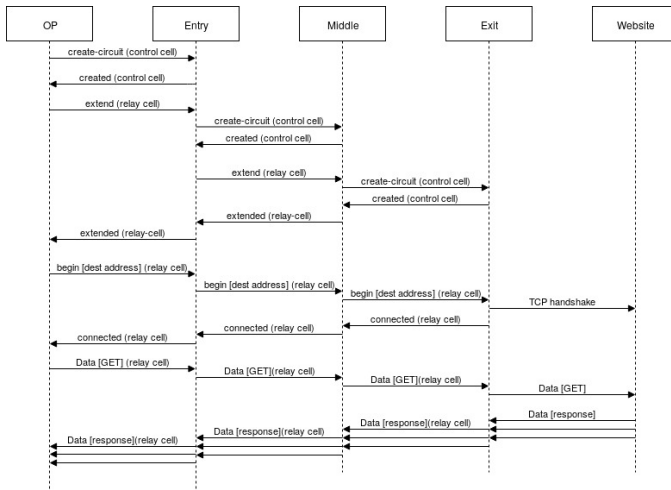 OP
Entry
Middle
Exit
Website
create-circuit (control cell)
created (control cell)
extend (relay cell)
create-circuit (control cell)
created (control cell)
extend (relay cell)
create-circuit (control cell)
created (control cell)
extended (relay-cell)
extended (relay-cell)
begin [dest address] (relay cell)
begin [dest address] (relay cell)
begin [dest address] (relay cell)
TCP handshake
connected (relay cell)
connected (relay cell)
connected (relay cell)
Data [GET] (relay cell)
Data [GET](relay cell)
Data [GET](relay cell)
Data [GET]
Data [response]
Data [response](relay cell)
Data [response](relay cell)
Data [response](relay cell)